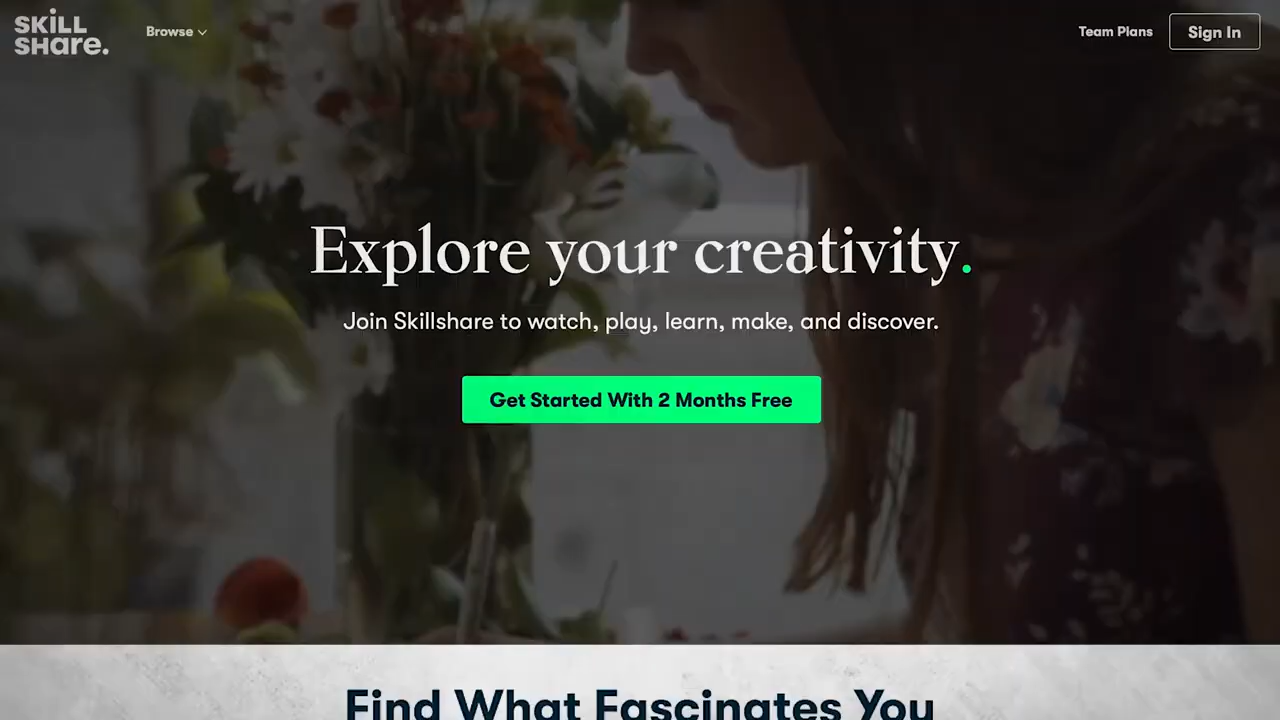 SKILL
SHare.
Browse
Team Plans
Sign In
Explore your creativity.
Join Skillshare to watch, play, learn, make, and discover.
Get Started With 2 Months Free
Find What Fascinates You